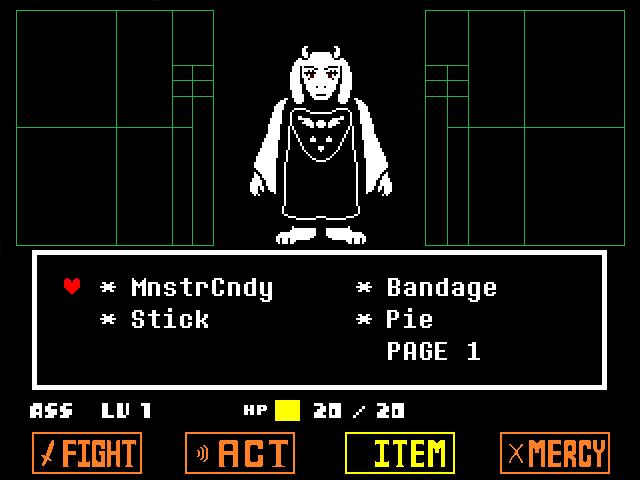 * MnstrCndy * Bandage
* Stick * Pie
PAGE 1
ASS LV 1 HP 20 / 20
FIGHT ACT ITEM MERCY